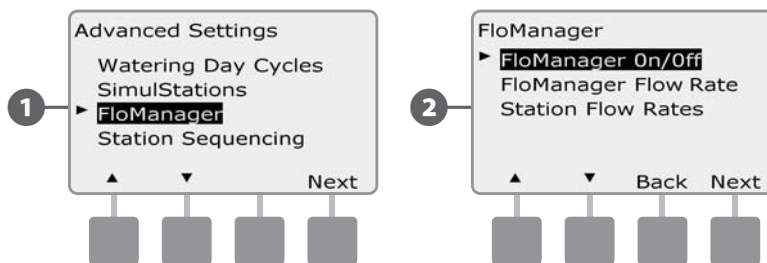 Advanced Settings
Watering Day Cycles
SimulStations
► FloManager
Station Sequencing
▲ ▼ Next
1
FloManager
► FloManager On/Off
FloManager Flow Rate
Station Flow Rates
▲ ▼ Back Next
2